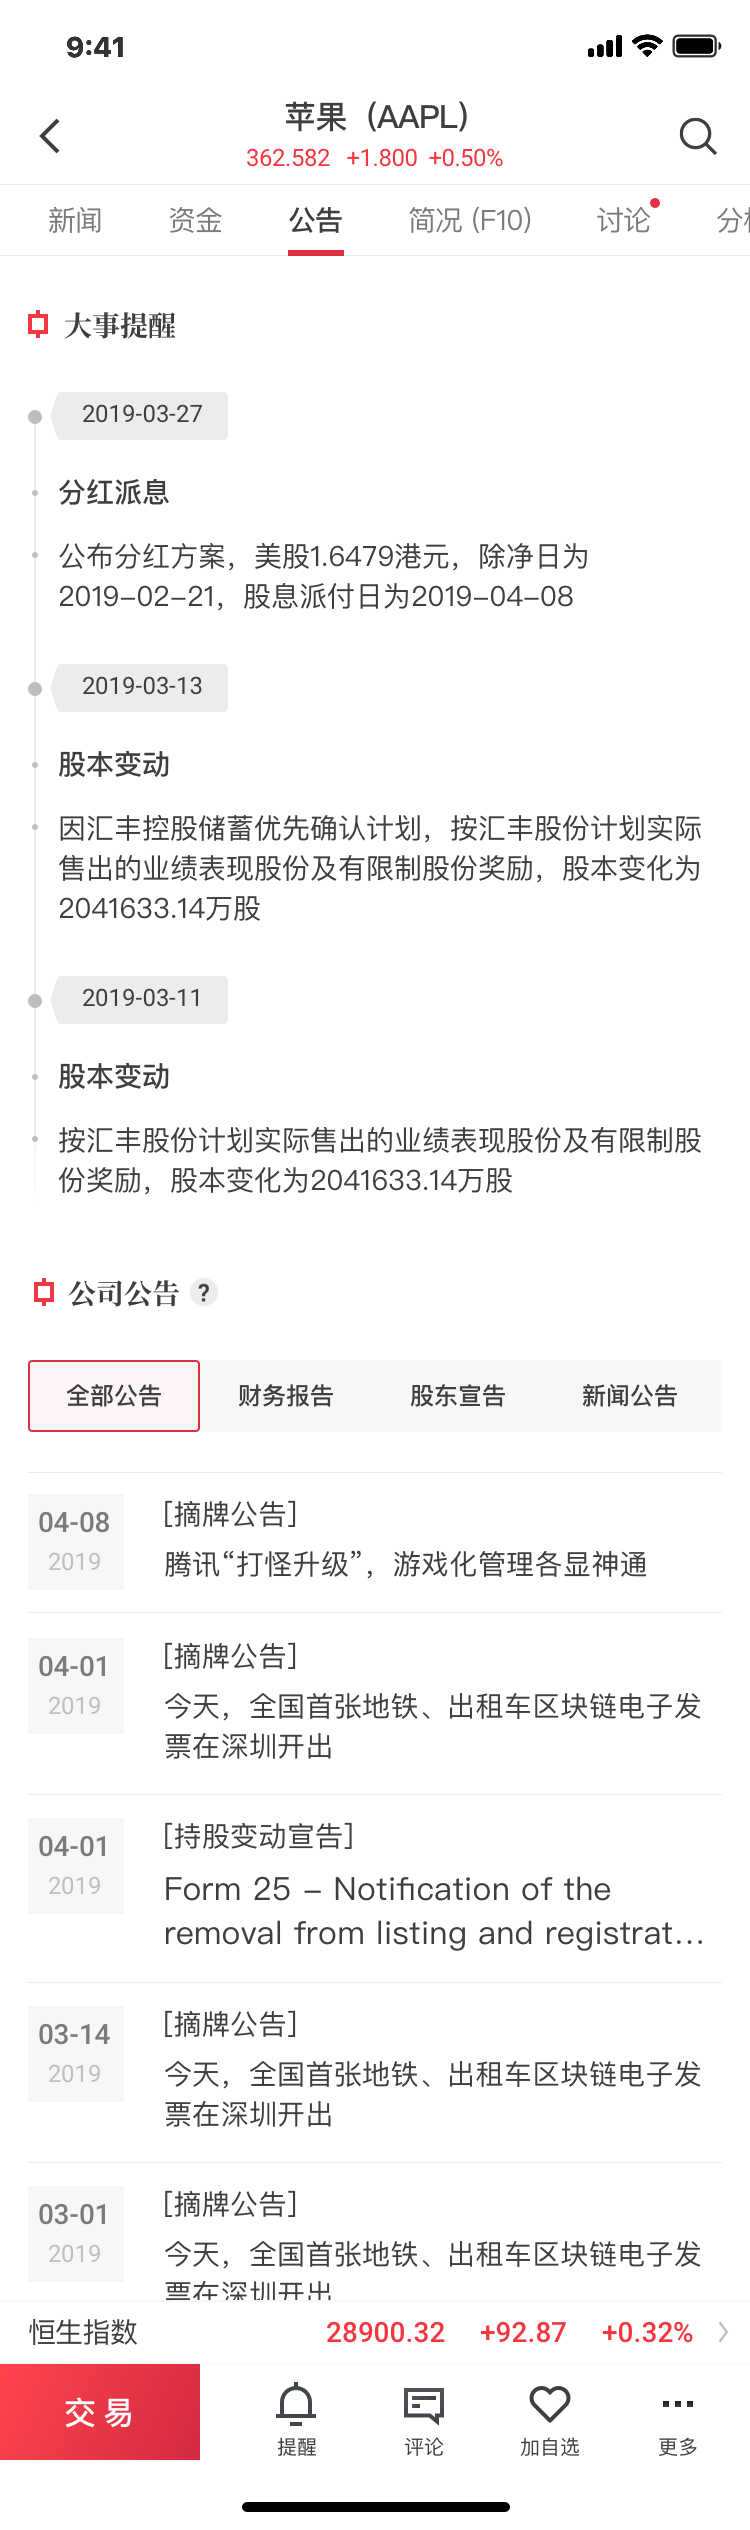 9:41
苹果（AAPL）
362.582 +1.800 +0.50%
新闻 资金 公告 简况 (F10) 讨论 分析
大事提醒
2019-03-27
分红派息
公布分红方案，美股1.6479港元，除净日为
2019-02-21，股息派付日为2019-04-08
2019-03-13
股本变动
因汇丰控股储蓄优先确认计划，按汇丰股份计划实际
售出的业绩表现股份及有限制股份奖励，股本变化为
2041633.14万股
2019-03-11
股本变动
按汇丰股份计划实际售出的业绩表现股份及有限制股
份奖励，股本变化为2041633.14万股
公司公告 ?
全部公告 财务报告 股东宣告 新闻公告
04-08
2019
[摘牌公告]
腾讯“打怪升级”，游戏化管理各显神通
04-01
2019
[摘牌公告]
今天，全国首张地铁、出租车区块链电子发
票在深圳开出
04-01
2019
[持股变动宣告]
Form 25 – Notification of the
removal from listing and registrat...
03-14
2019
[摘牌公告]
今天，全国首张地铁、出租车区块链电子发
票在深圳开出
03-01
2019
[摘牌公告]
今天，全国首张地铁、出租车区块链电子发
票在深圳开出
恒生指数 28900.32 +92.87 +0.32%
交易
提醒 评论 加自选 更多